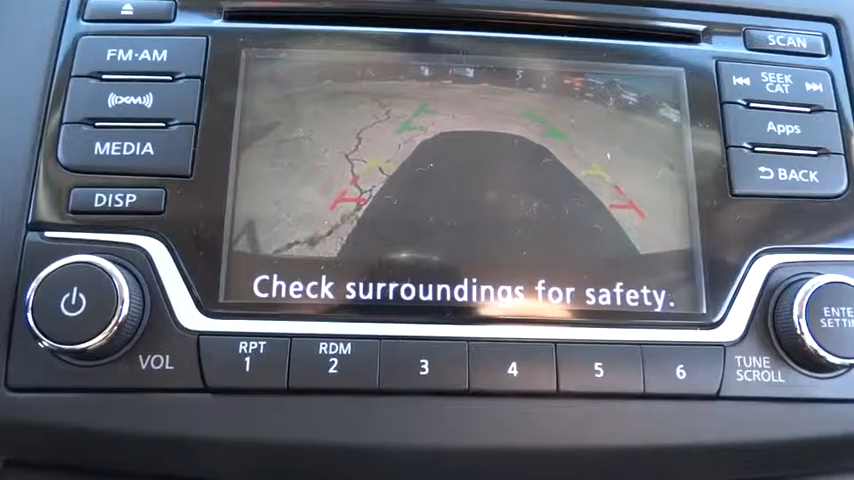 FM·AM
MEDIA
DISP
VOL
SCAN
SEEK
CAT
Apps
BACK
Check surroundings for safety.
RPT
1
RDM
2
3
4
5
6
TUNE
SCROLL